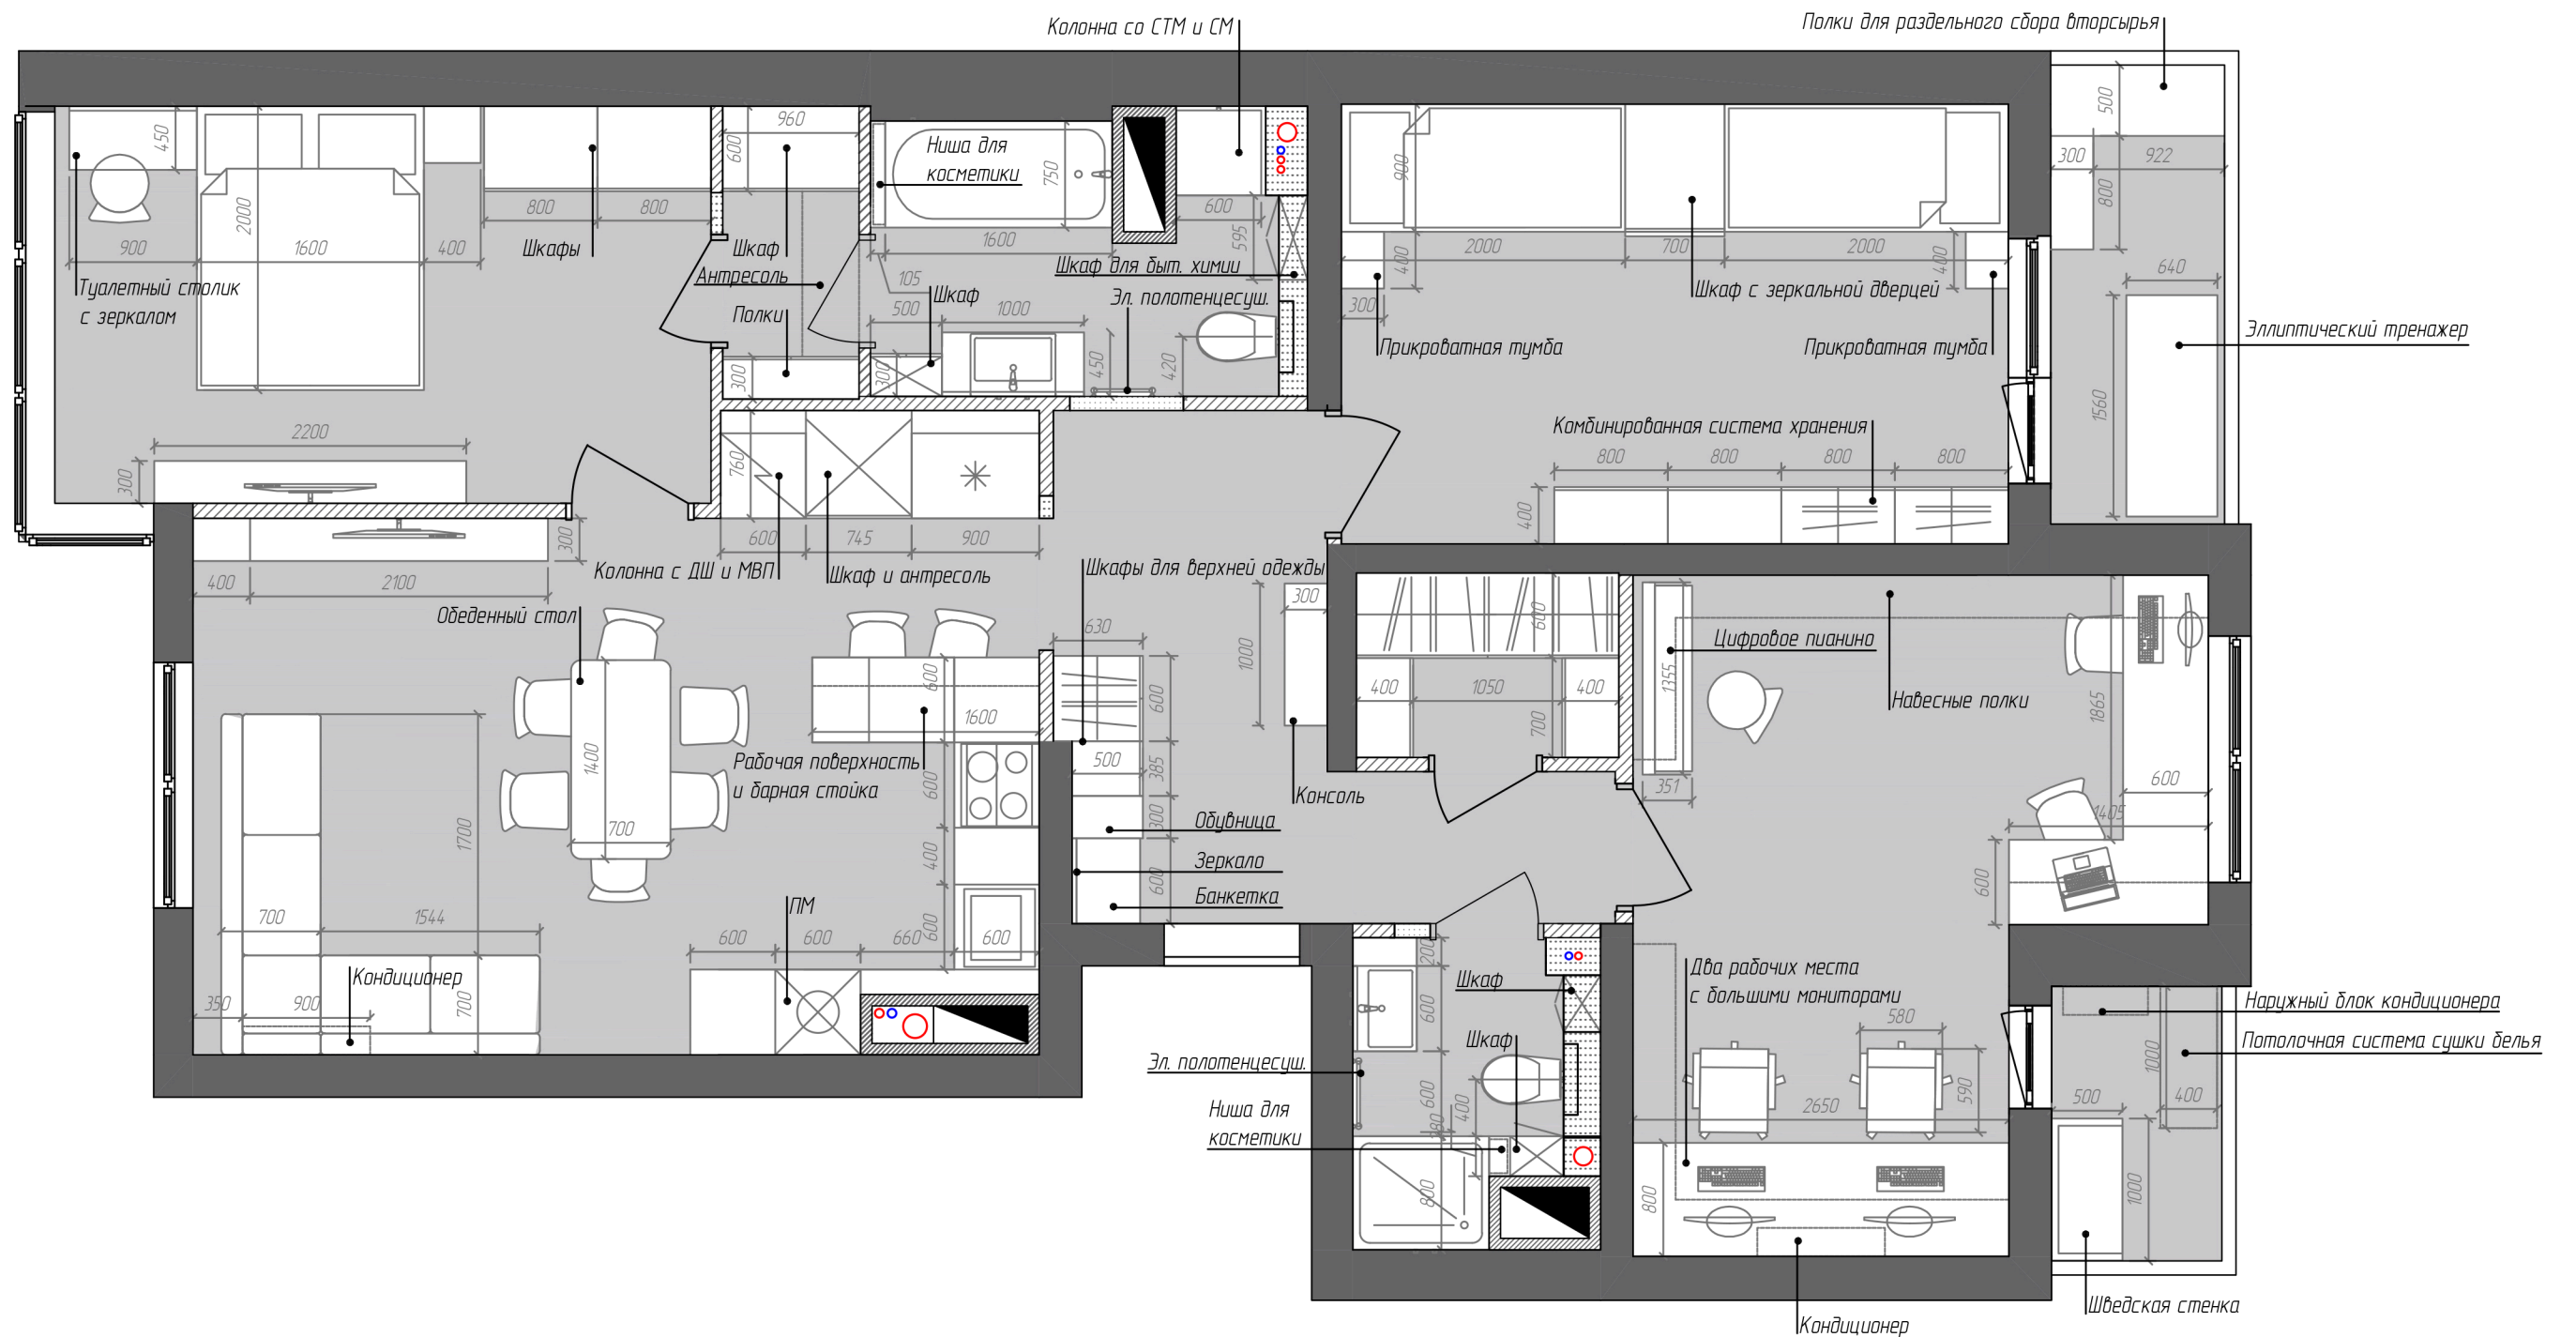 Колонна со СТМ и СМ
Полки для раздельного сбора вторсырья
960
450
600
Ниша для
косметики
750
900
500
300
922
800
2000
900
1600
400
800
800
Шкафы
Шкаф
Антресоль
Полки
300
105
500
1600
1000
Шкаф
300
600
595
Шкаф для быт. химии
Эл. полотенцесуш.
450
420
400
2000
700
2000
400
300
Шкаф с зеркальной дверцей
Прикроватная тумба
Прикроватная тумба
640
1560
Эллиптический тренажер
Туалетный столик
с зеркалом
2200
300
760
600
745
900
Комбинированная система хранения
800
800
800
800
400
400
2100
300
Колонна с ДШ и МВП
Шкаф и антресоль
Шкафы для верхней одежды
Обеденный стол
630
300
1000
600
600
400
1050
400
700
Цифровое пианино
1355
351
Навесные полки
1865
600
1405
600
600
1600
Рабочая поверхность
и барная стойка
600
500
385
300
600
Консоль
Обувница
Зеркало
Банкетка
1400
700
1700
700
1544
400
600
ПМ
600
600
660
600
Кондиционер
350
900
700
200
600
Шкаф
Шкаф
Эл. полотенцесуш.
600
400
180
Ниша для
косметики
800
Два рабочих места
с большими мониторами
580
590
2650
800
Кондиционер
Наружный блок кондиционера
Потолочная система сушки белья
1000
500
400
1000
Шведская стенка